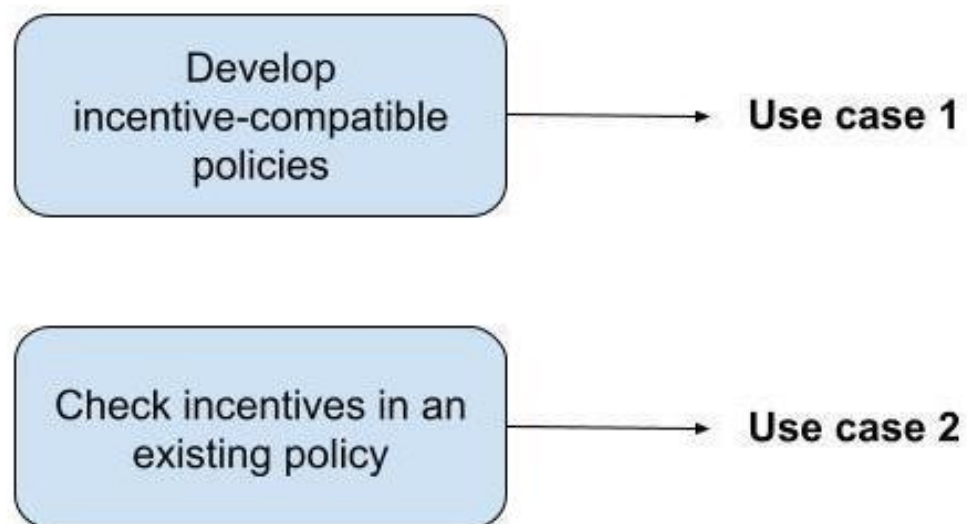 Develop
incentive-compatible
policies
Use case 1
Check incentives in an
existing policy
Use case 2